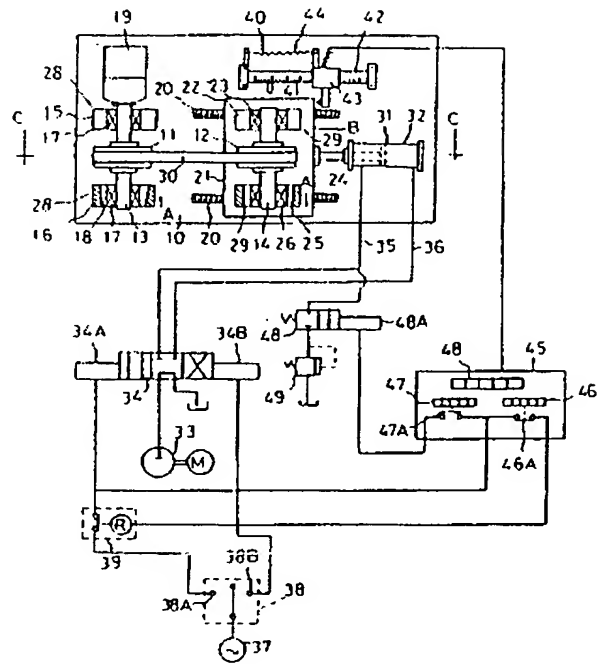 19 40 44 42
28 20 22 23 41 43
C 15 B 31 32 C
17 11 12 29
30 21 24
28 A
16 18 17 13 10 20 29 14 26 25 35 36
34A 34B 48 48A
34 49 48 45
47 46
33 47A 46A
M
R
39 38B
38A 38
37